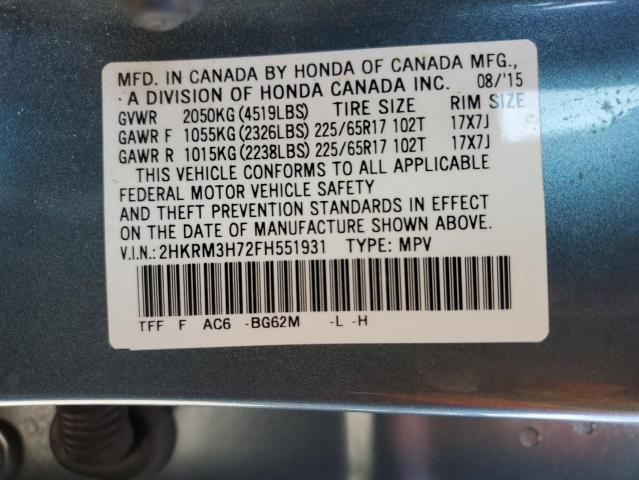 MFD. IN CANADA BY HONDA OF CANADA MFG.,
A DIVISION OF HONDA CANADA INC. 08/'15
GVWR 2050KG(4519LBS) TIRE SIZE RIM SIZE
GAWR F 1055KG(2326LBS) 225/65R17 102T 17X7J
GAWR R 1015KG(2238LBS) 225/65R17 102T 17X7J
THIS VEHICLE CONFORMS TO ALL APPLICABLE
FEDERAL MOTOR VEHICLE SAFETY
AND THEFT PREVENTION STANDARDS IN EFFECT
ON THE DATE OF MANUFACTURE SHOWN ABOVE.
V.I.N.: 2HKRM3H72FH551931 TYPE: MPV
TFF F AC6 -BG62M -L -H